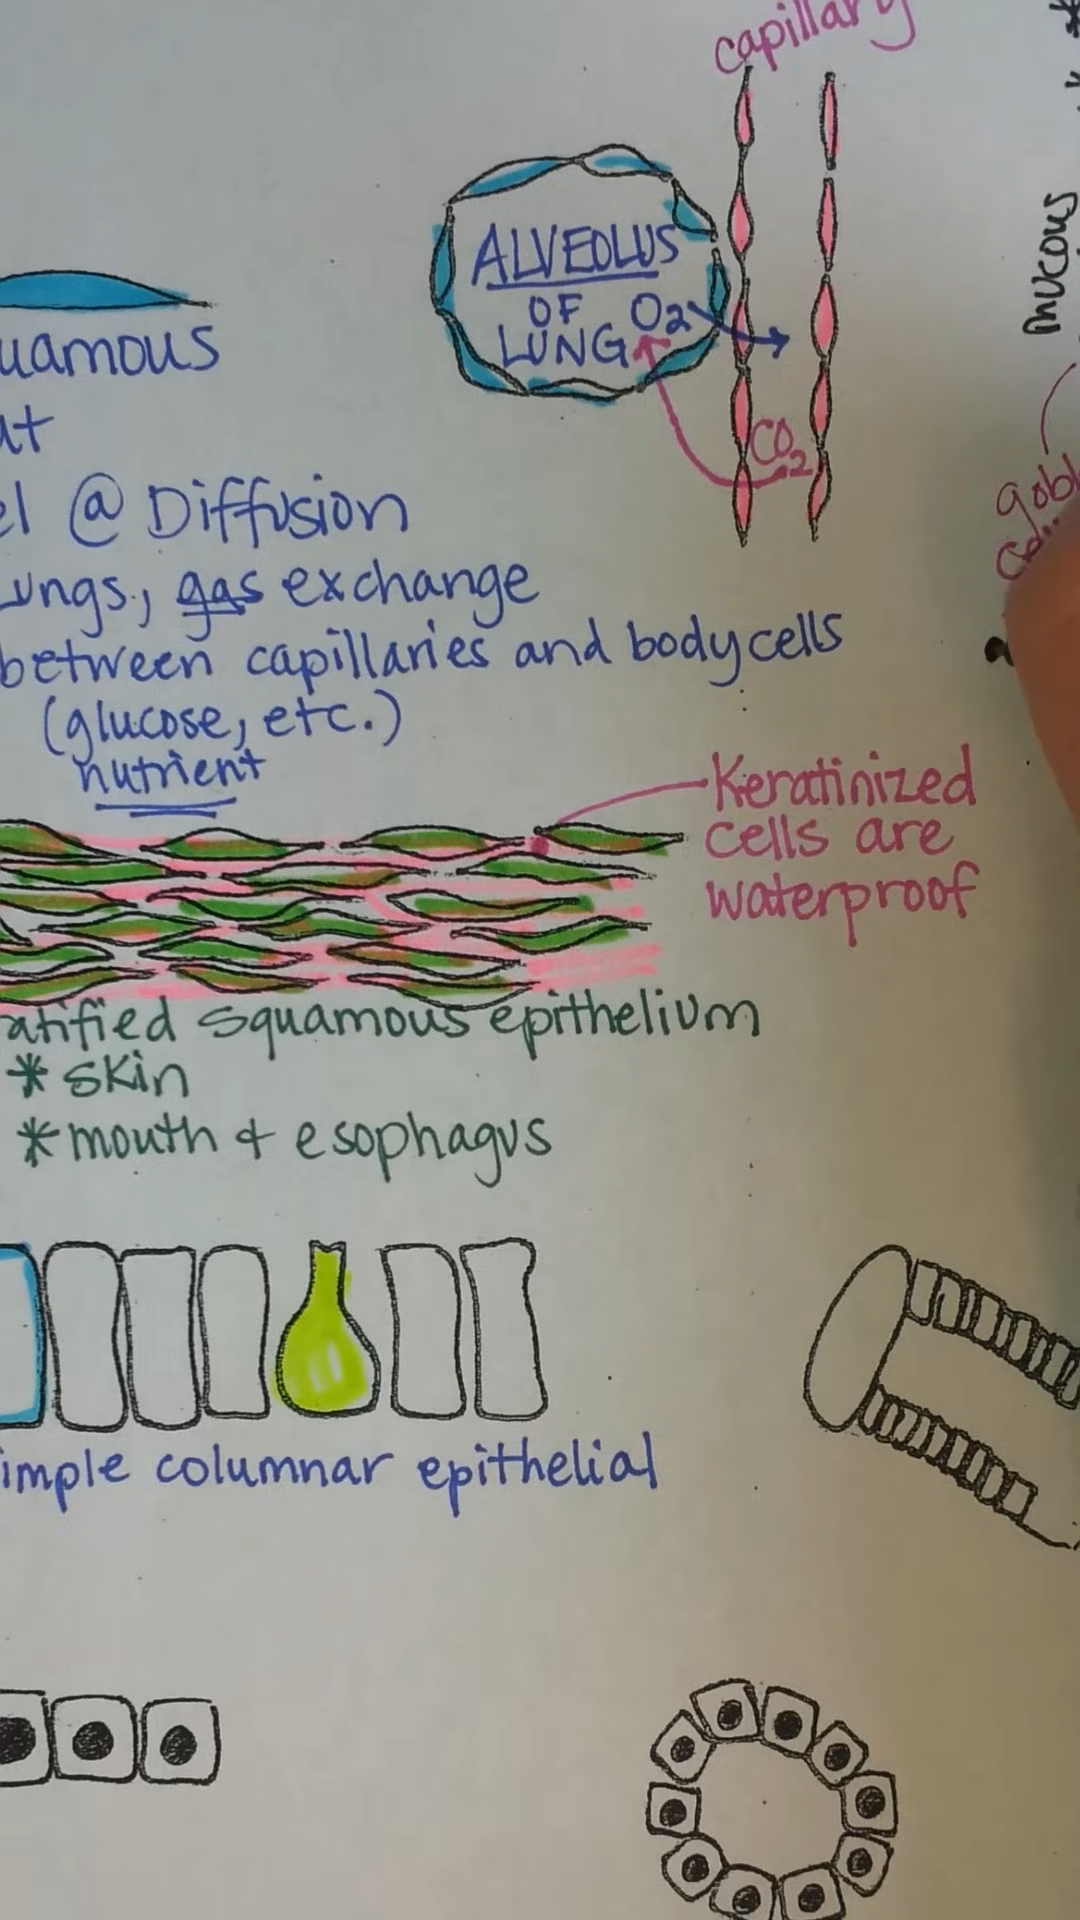 capillary
ALVEOLUS
OF O2
LUNG
CO2
mucous
uamous
at
el @ Diffusion
ungs, gas exchange
between capillaries and body cells
(glucose, etc.)
nutrient
Keratinized
cells are
waterproof
atified squamous epithelium
* skin
* mouth & esophagus
imple columnar epithelial